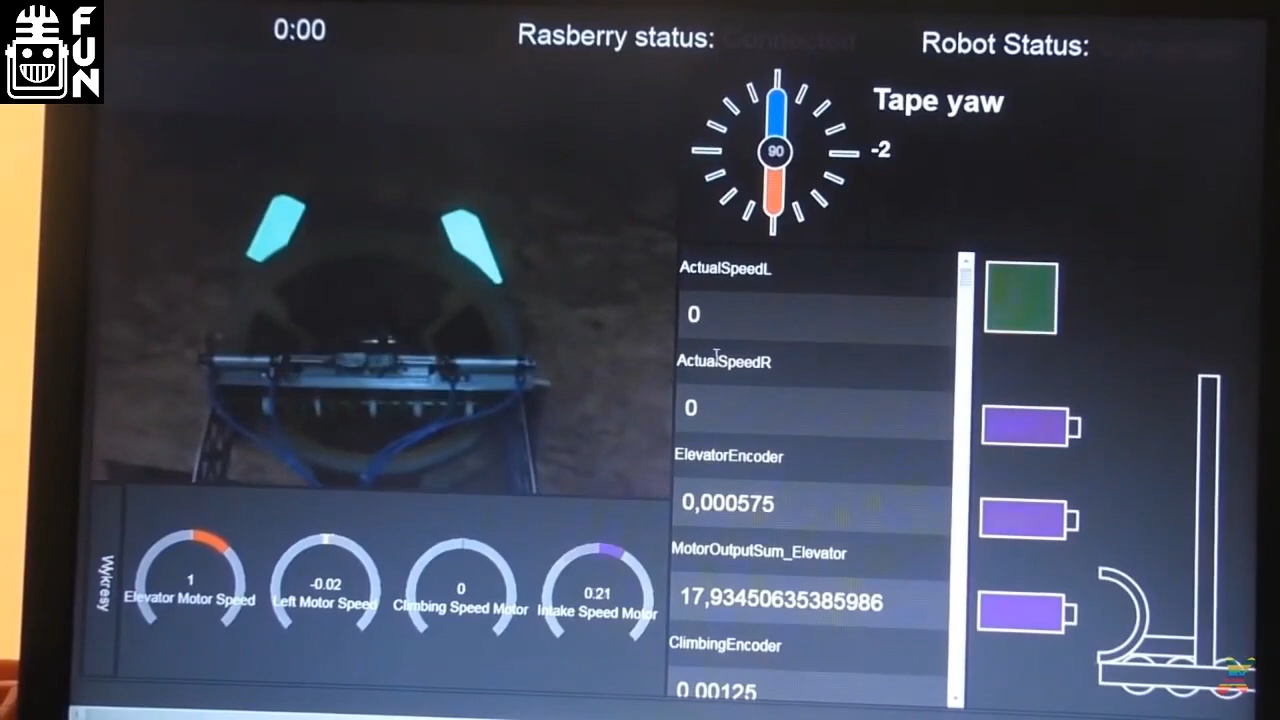 FUN
0:00
Rasberry status:
Robot Status:
Tape yaw
90
-2
ActualSpeedL
0
ActualSpeedR
0
ElevatorEncoder
0,000575
MotorOutputSum_Elevator
17,93450635385986
ClimbingEncoder
0.00125
Wykresy
1
Elevator Motor Speed
-0.02
Left Motor Speed
0
Climbing Speed Motor
0.21
Intake Speed Motor